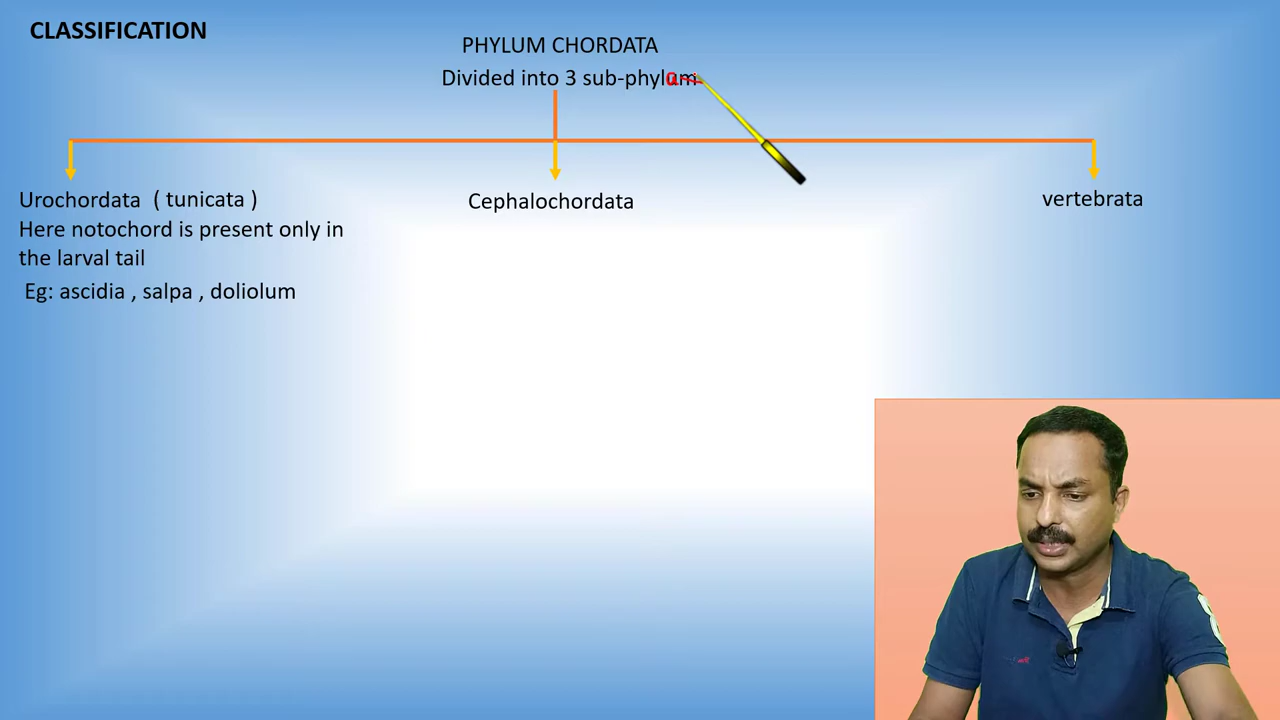 CLASSIFICATION
PHYLUM CHORDATA
Divided into 3 sub-phylum
Urochordata ( tunicata )
Cephalochordata
vertebrata
Here notochord is present only in
the larval tail
Eg: ascidia , salpa , doliolum